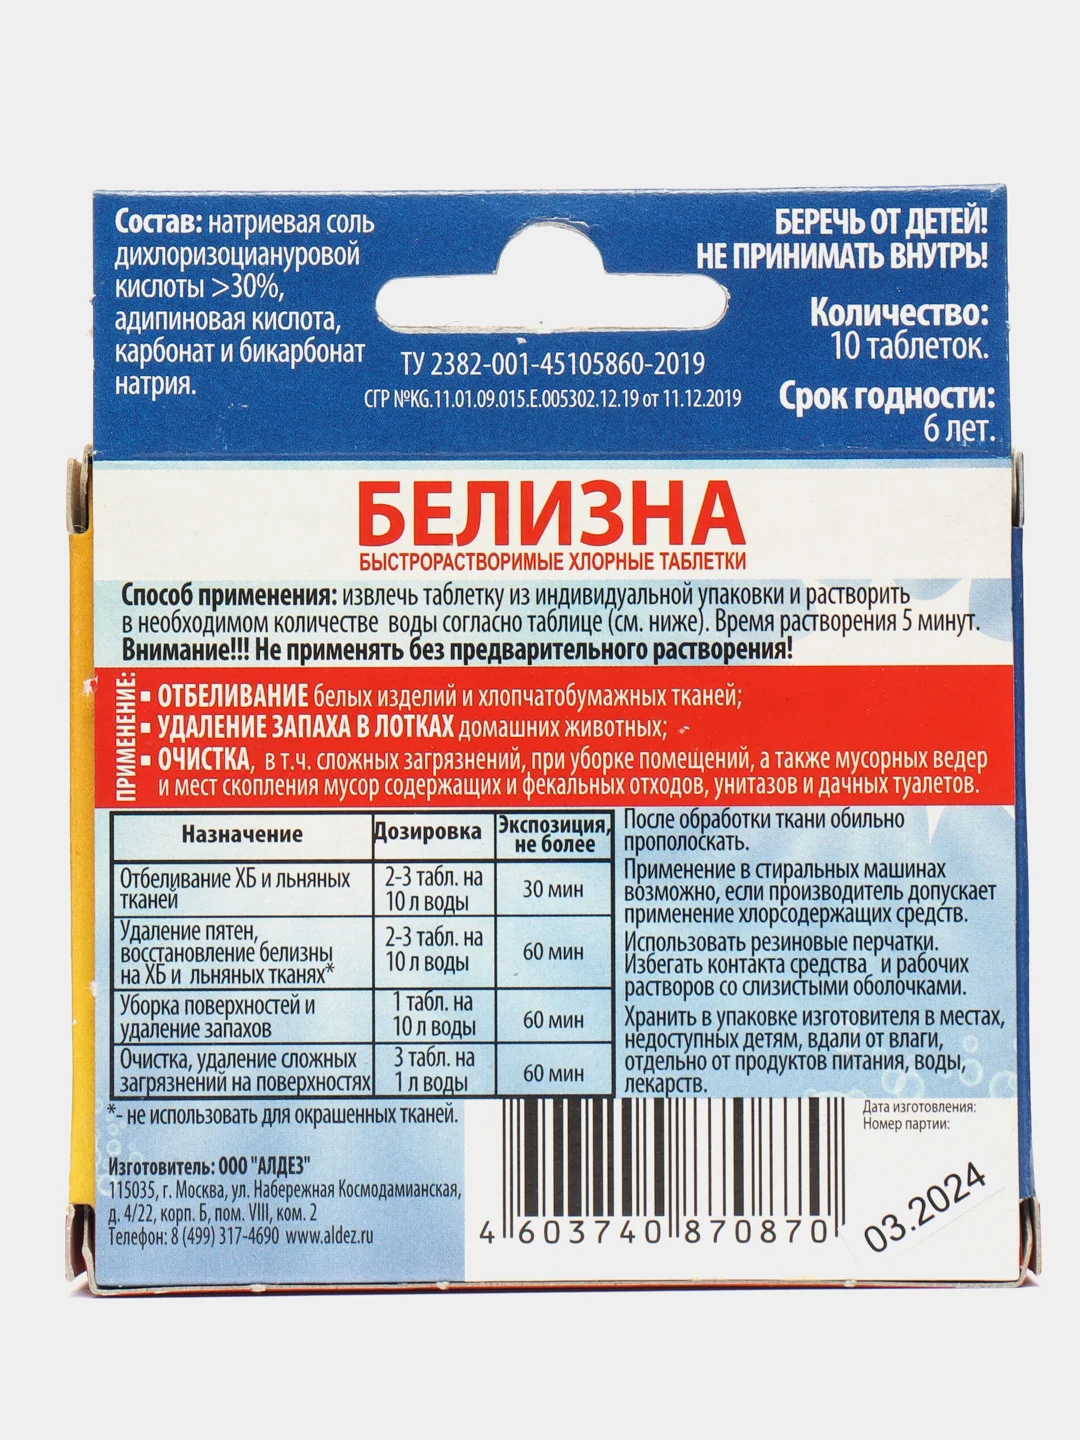 Состав: натриевая соль
дихлоризоциануровой
кислоты >30%,
адипиновая кислота,
карбонат и бикарбонат
натрия.
ТУ 2382-001-45105860-2019
СГР №KG.11.01.09.015.Е.005302.12.19 от 11.12.2019
БЕРЕЧЬ ОТ ДЕТЕЙ!
НЕ ПРИНИМАТЬ ВНУТРЬ!
Количество:
10 таблеток.
Срок годности:
6 лет.
БЕЛИЗНА
БЫСТРОРАСТВОРИМЫЕ ХЛОРНЫЕ ТАБЛЕТКИ
Способ применения: извлечь таблетку из индивидуальной упаковки и растворить
в необходимом количестве воды согласно таблице (см. ниже). Время растворения 5 минут.
Внимание!!! Не применять без предварительного растворения!
ПРИМЕНЕНИЕ:
▪ ОТБЕЛИВАНИЕ белых изделий и хлопчатобумажных тканей;
▪ УДАЛЕНИЕ ЗАПАХА В ЛОТКАХ домашних животных;
▪ ОЧИСТКА, в т.ч. сложных загрязнений, при уборке помещений, а также мусорных ведер
и мест скопления мусор содержащих и фекальных отходов, унитазов и дачных туалетов.
Назначение Дозировка Экспозиция,
не более
Отбеливание ХБ и льняных 2-3 табл. на 30 мин
тканей 10 л воды
Удаление пятен, 2-3 табл. на
восстановление белизны 10 л воды 60 мин
на ХБ и льняных тканях*
Уборка поверхностей и 1 табл. на 60 мин
удаление запахов 10 л воды
Очистка, удаление сложных 3 табл. на 60 мин
загрязнений на поверхностях 1 л воды
*- не использовать для окрашенных тканей.
После обработки ткани обильно
прополоскать.
Применение в стиральных машинах
возможно, если производитель допускает
применение хлорсодержащих средств.
Использовать резиновые перчатки.
Избегать контакта средства и рабочих
растворов со слизистыми оболочками.
Хранить в упаковке изготовителя в местах,
недоступных детям, вдали от влаги,
отдельно от продуктов питания, воды,
лекарств.
Изготовитель: ООО "АЛДЕЗ"
115035, г. Москва, ул. Набережная Космодамианская,
д. 4/22, корп. Б, пом. VIII, ком. 2
Телефон: 8 (499) 317-4690 www.aldez.ru
4 603740 870870
Дата изготовления:
Номер партии:
03.2024